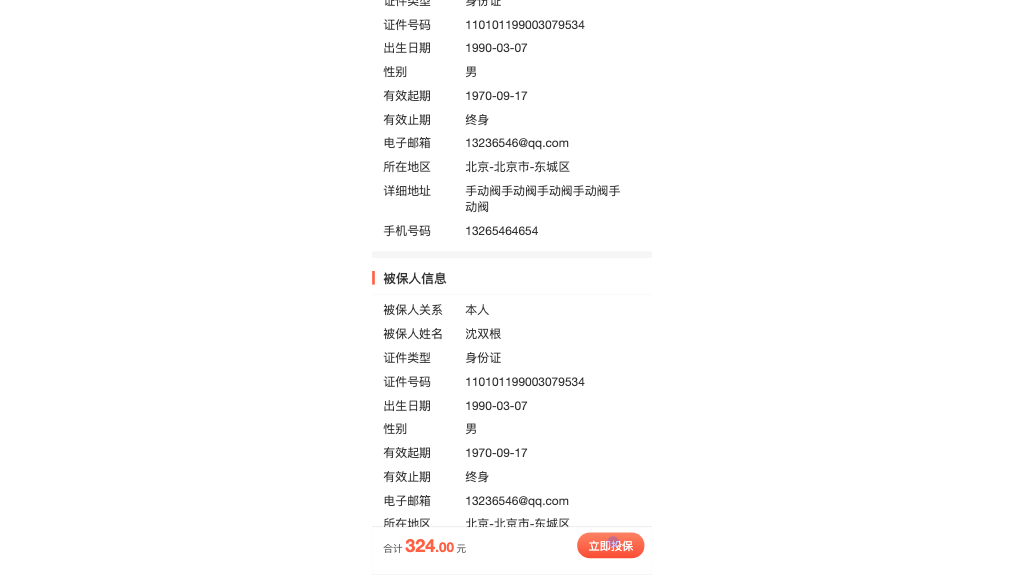 证件类型 身份证
证件号码 110101199003079534
出生日期 1990-03-07
性别 男
有效起期 1970-09-17
有效止期 终身
电子邮箱 13236546@qq.com
所在地区 北京-北京市-东城区
详细地址 手动阀手动阀手动阀手动阀手
动阀
手机号码 13265464654
被保人信息
被保人关系 本人
被保人姓名 沈双根
证件类型 身份证
证件号码 110101199003079534
出生日期 1990-03-07
性别 男
有效起期 1970-09-17
有效止期 终身
电子邮箱 13236546@qq.com
所在地区 北京-北京市-东城区
合计 324.00 元 立即投保